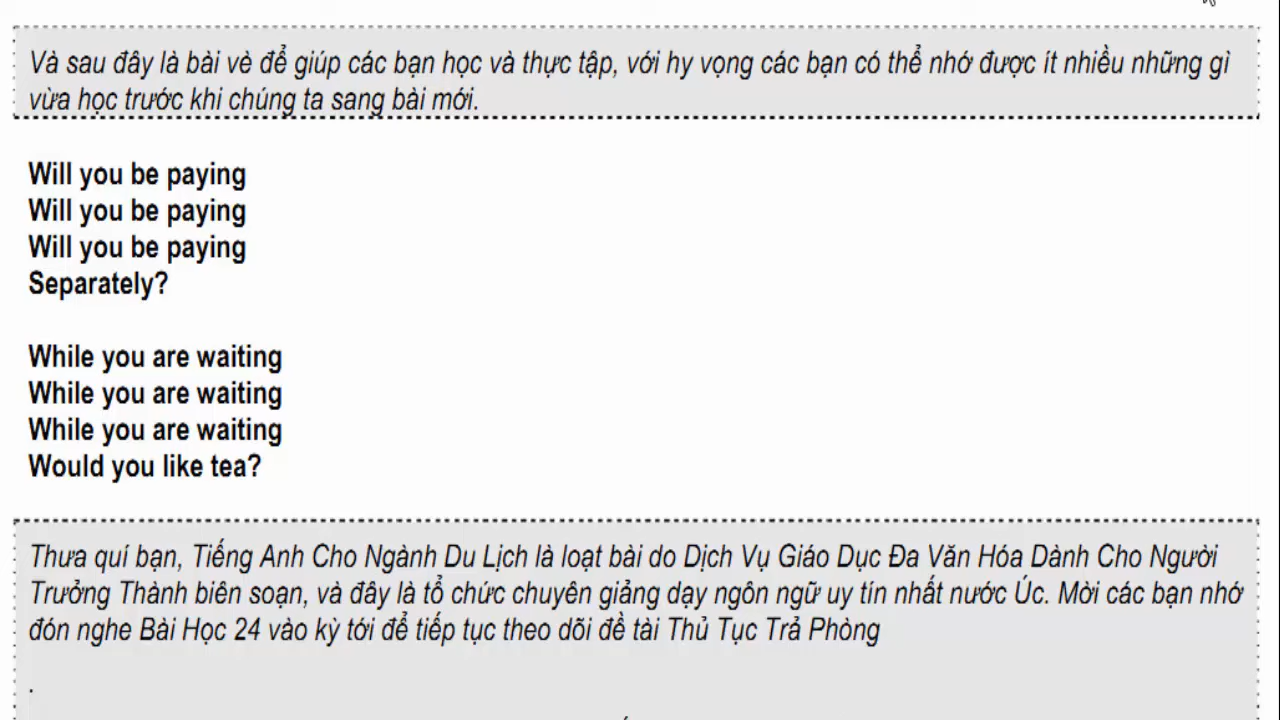 Và sau đây là bài vè để giúp các bạn học và thực tập, với hy vọng các bạn có thể nhớ được ít nhiều những gì
vừa học trước khi chúng ta sang bài mới.
Will you be paying
Will you be paying
Will you be paying
Separately?
While you are waiting
While you are waiting
While you are waiting
Would you like tea?
Thưa quí bạn, Tiếng Anh Cho Ngành Du Lịch là loạt bài do Dịch Vụ Giáo Dục Đa Văn Hóa Dành Cho Người
Trưởng Thành biên soạn, và đây là tổ chức chuyên giảng dạy ngôn ngữ uy tín nhất nước Úc. Mời các bạn nhớ
đón nghe Bài Học 24 vào kỳ tới để tiếp tục theo dõi đề tài Thủ Tục Trả Phòng
.